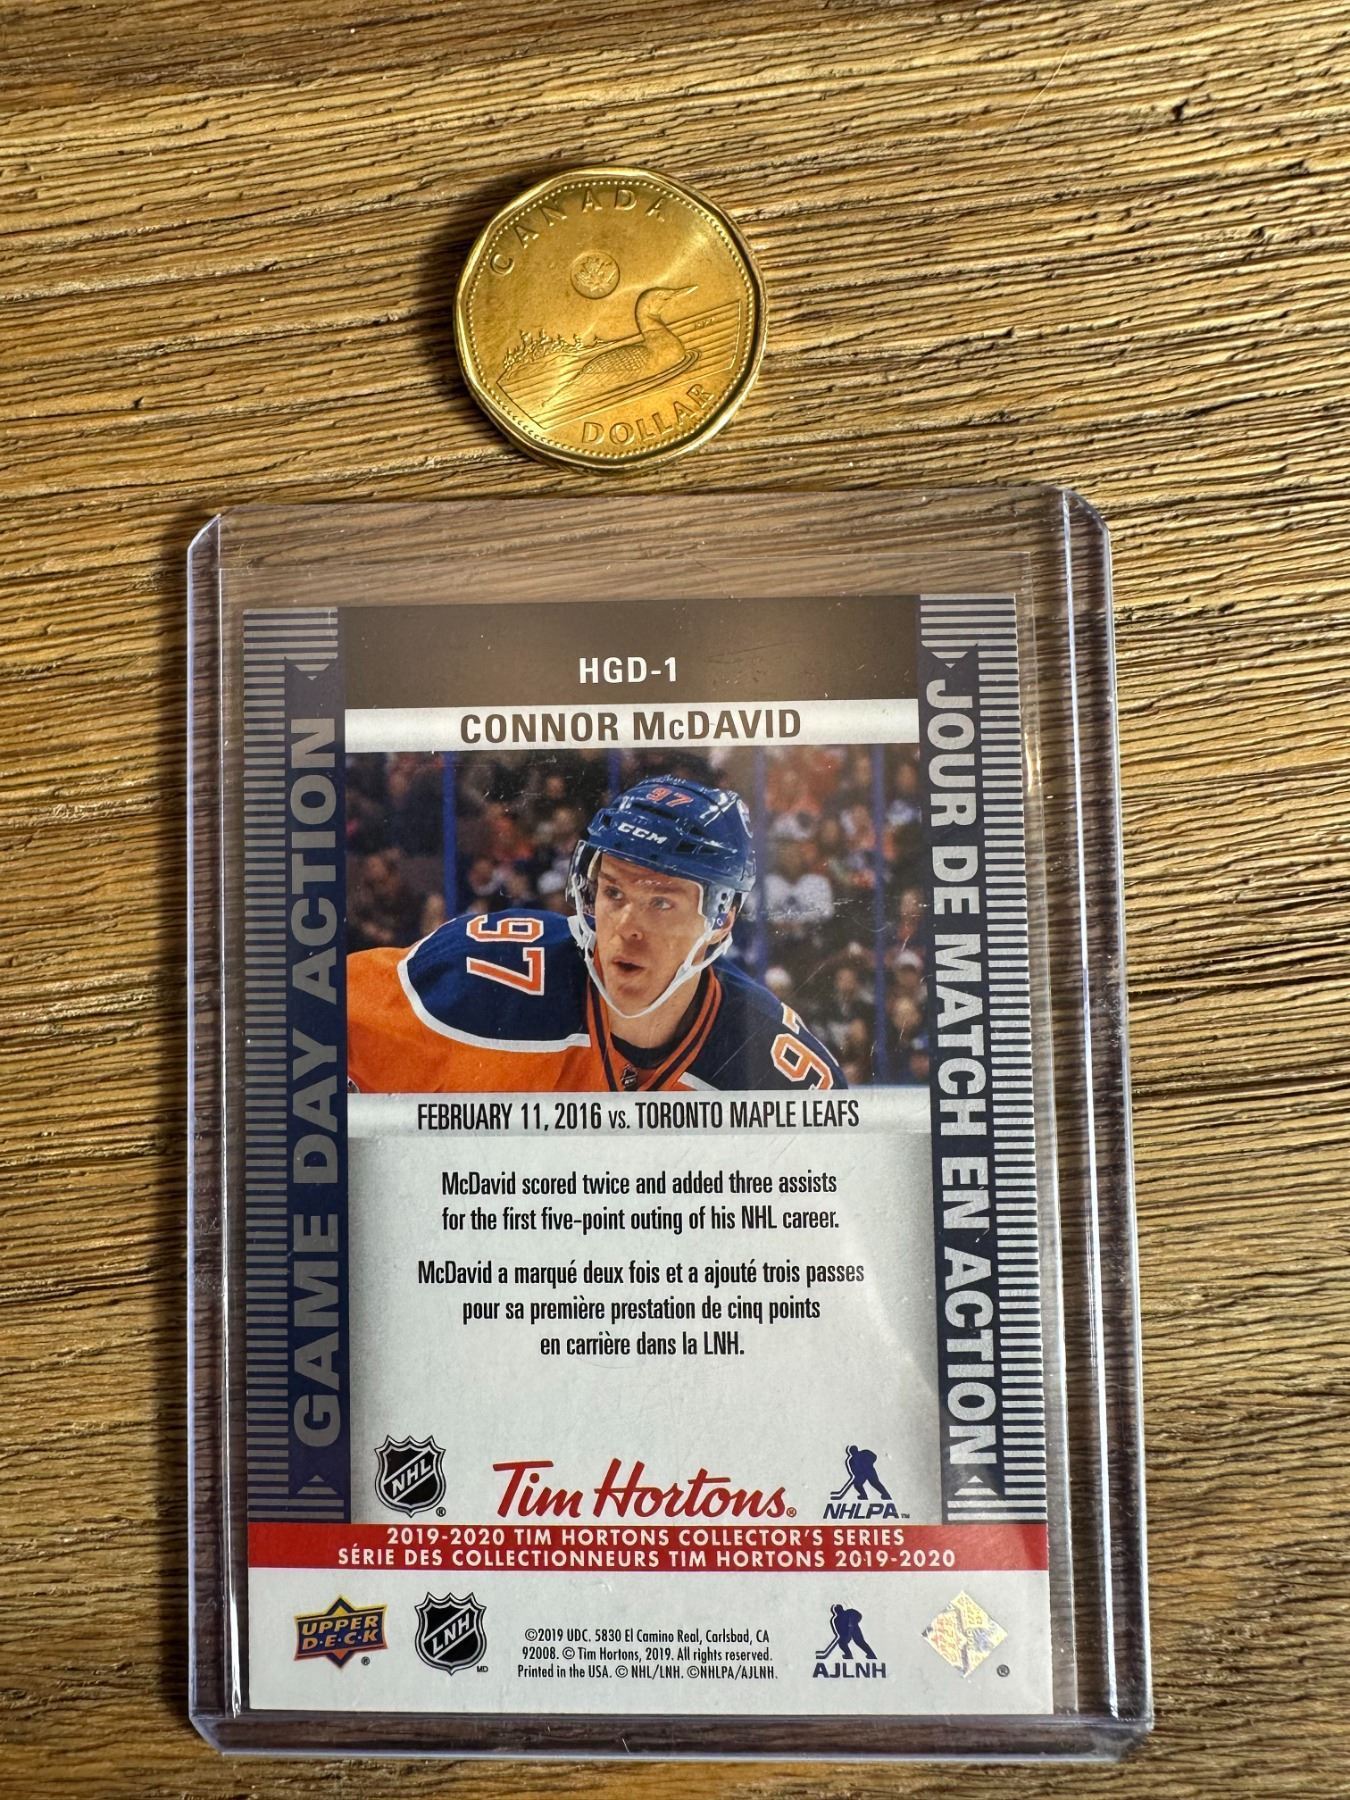 CANADA
DOLLAR
HGD-1
CONNOR McDAVID
GAME DAY ACTION
JOUR DE MATCH EN ACTION
97
CCM
97
97
FEBRUARY 11, 2016 vs. TORONTO MAPLE LEAFS
McDavid scored twice and added three assists
for the first five-point outing of his NHL career.
McDavid a marqué deux fois et a ajouté trois passes
pour sa première prestation de cinq points
en carrière dans la LNH.
NHL ®
Tim Hortons®
NHLPA™
2019-2020 TIM HORTONS COLLECTOR'S SERIES
SÉRIE DES COLLECTIONNEURS TIM HORTONS 2019-2020
UPPER
D•E•C•K ®
LNH MD
©2019 UDC. 5830 El Camino Real, Carlsbad, CA
92008. © Tim Hortons, 2019. All rights reserved.
Printed in the USA. © NHL/LNH. ©NHLPA/AJLNH.
AJLNH
®